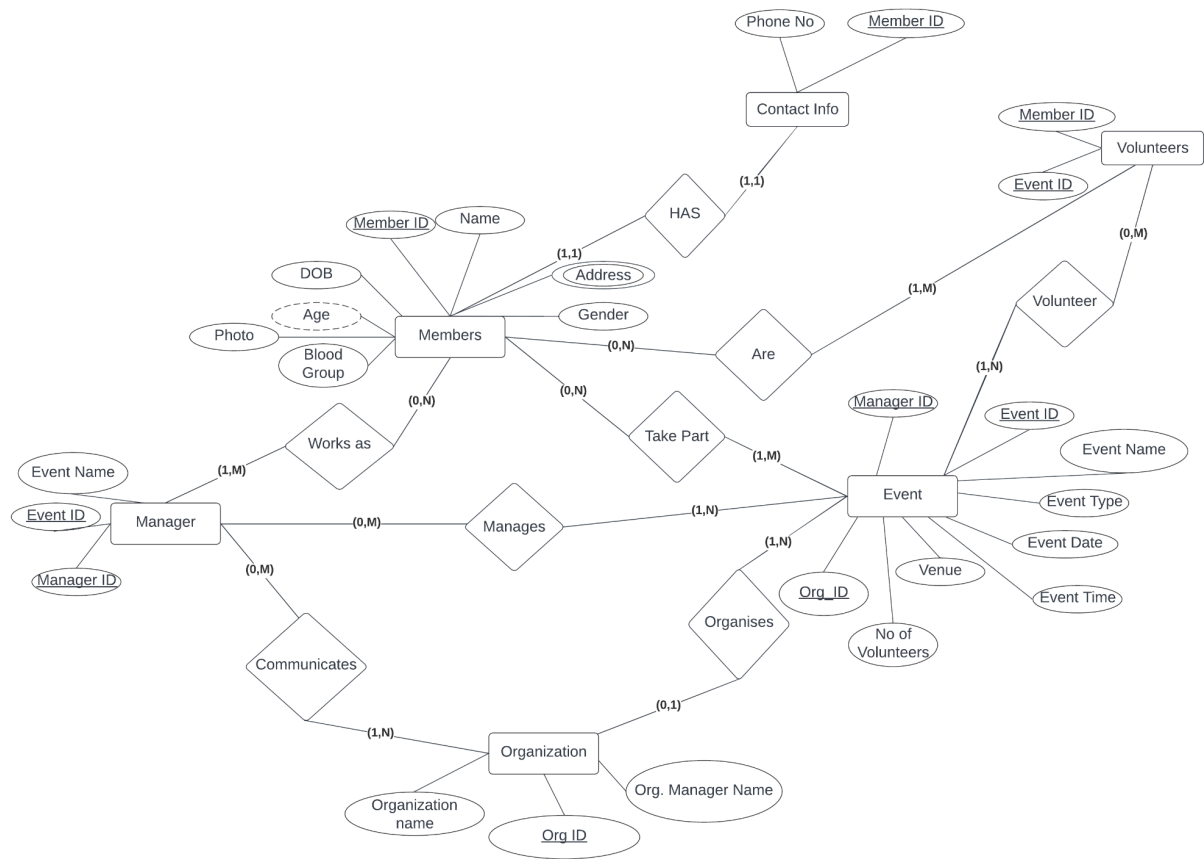 Phone No
Member ID
Contact Info
Member ID
Volunteers
(1,1)
Event ID
HAS
Member ID
Name
(0,M)
(1,1)
DOB
Address
(1,M)
Volunteer
Age
Gender
Photo
Members
(0,N)
Are
Blood
Group
(1,N)
(0,N)
(0,N)
Manager ID
Event ID
Works as
Take Part
Event Name
(1,M)
(1,M)
Event Name
Event
Event Type
Event ID
Manager
(0,M)
Manages
(1,N)
(1,N)
Event Date
(0,M)
Venue
Manager ID
Org_ID
Event Time
Organises
No of
Volunteers
Communicates
(0,1)
(1,N)
Organization
Org. Manager Name
Organization
name
Org ID